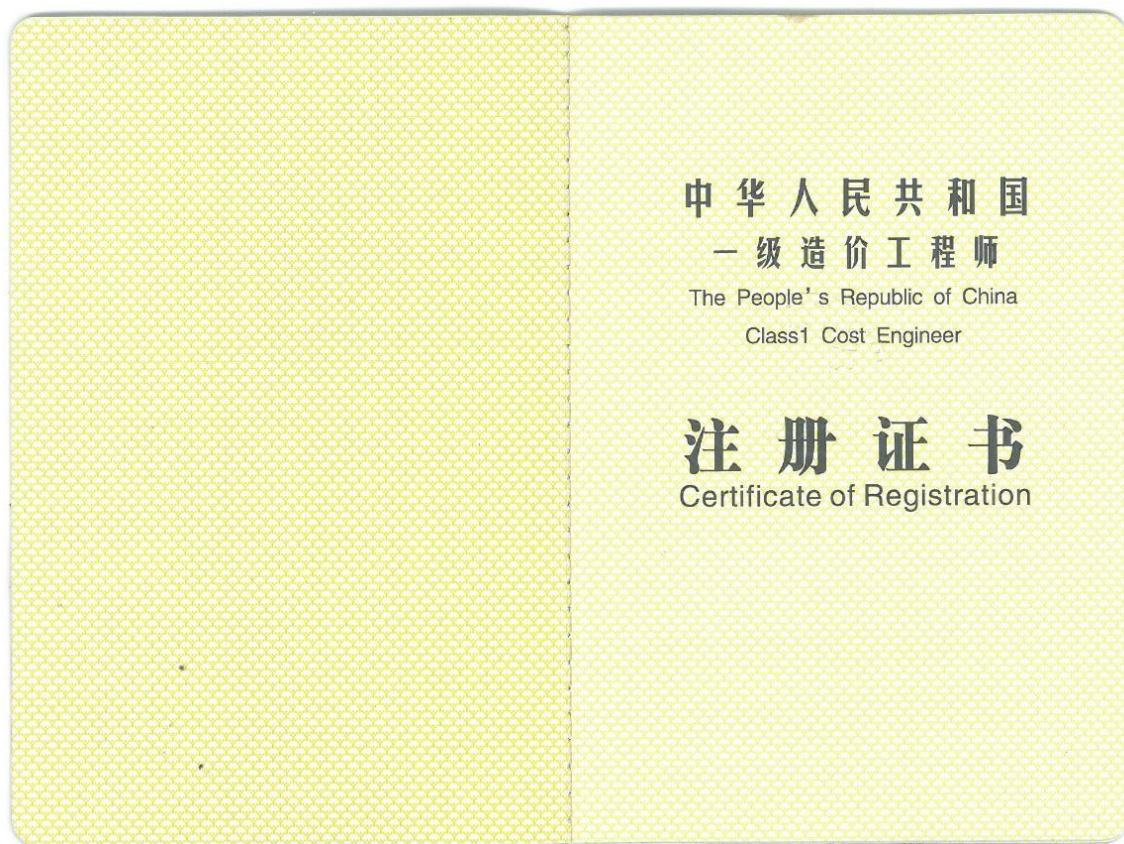 中华人民共和国
一级造价工程师
The People's Republic of China
Class1 Cost Engineer
注册证书
Certificate of Registration